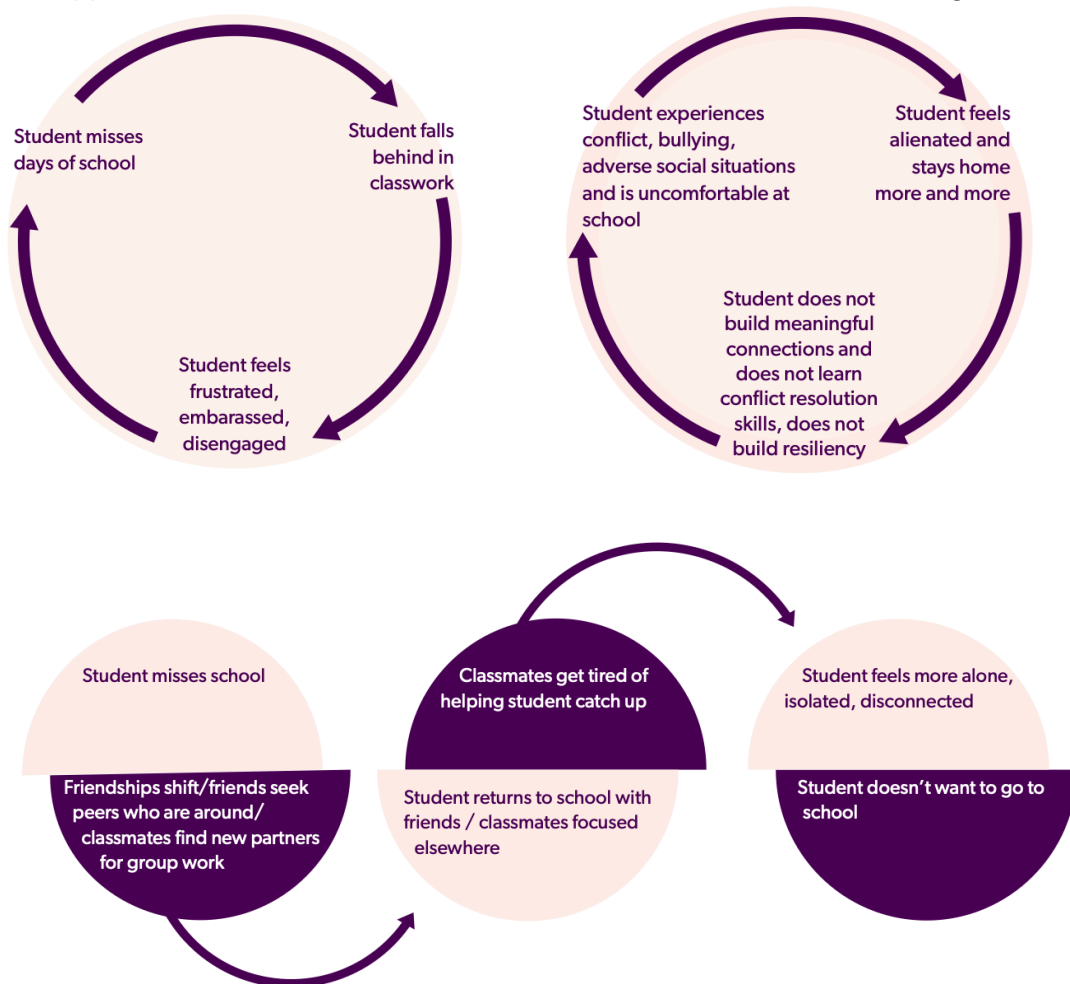 Student misses
days of school
Student falls
behind in
classwork
Student feels
frustrated,
embarassed,
disengaged
Student experiences
conflict, bullying,
adverse social situations
and is uncomfortable at
school
Student feels
alienated and
stays home
more and more
Student does not
build meaningful
connections and
does not learn
conflict resolution
skills, does not
build resiliency
Student misses school
Friendships shift/friends seek
peers who are around/
classmates find new partners
for group work
Classmates get tired of
helping student catch up
Student returns to school with
friends / classmates focused
elsewhere
Student feels more alone,
isolated, disconnected
Student doesn’t want to go to
school